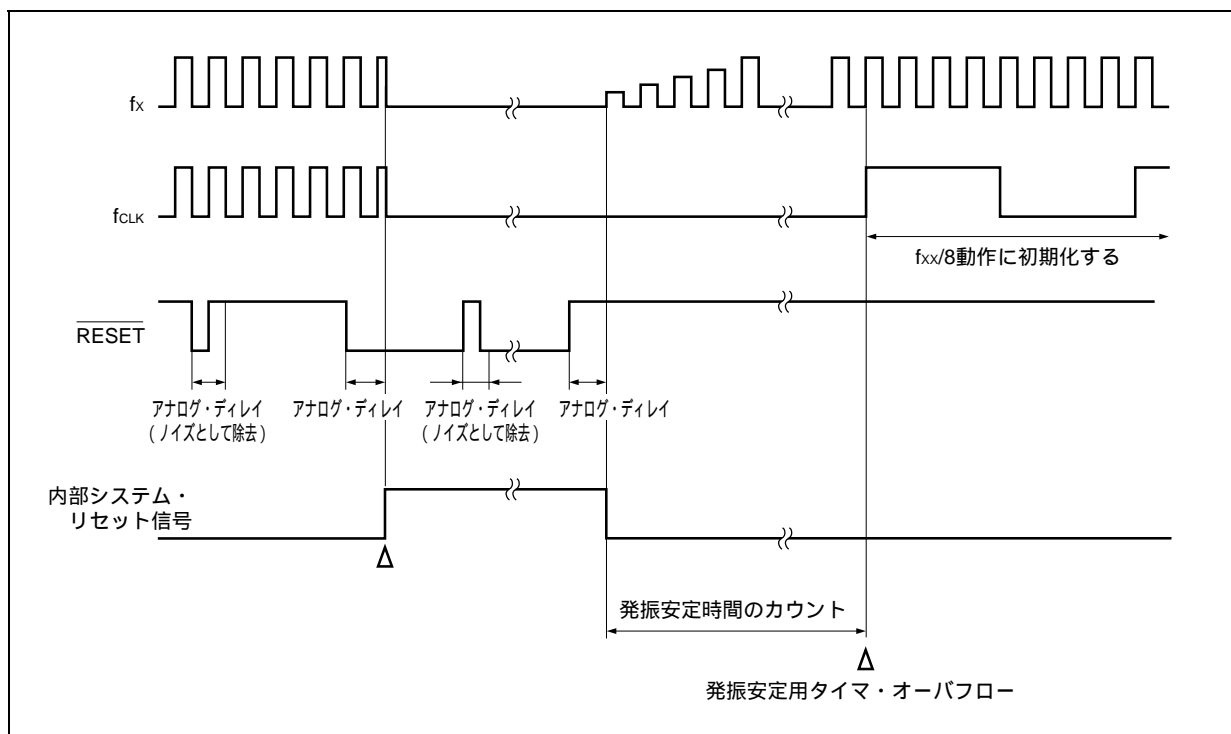 fX
fCLK
fXX/8動作に初期化する
RESET
アナログ・ディレイ
(ノイズとして除去)
アナログ・ディレイ
アナログ・ディレイ
(ノイズとして除去)
アナログ・ディレイ
内部システム・
リセット信号
発振安定時間のカウント
発振安定用タイマ・オーバフロー